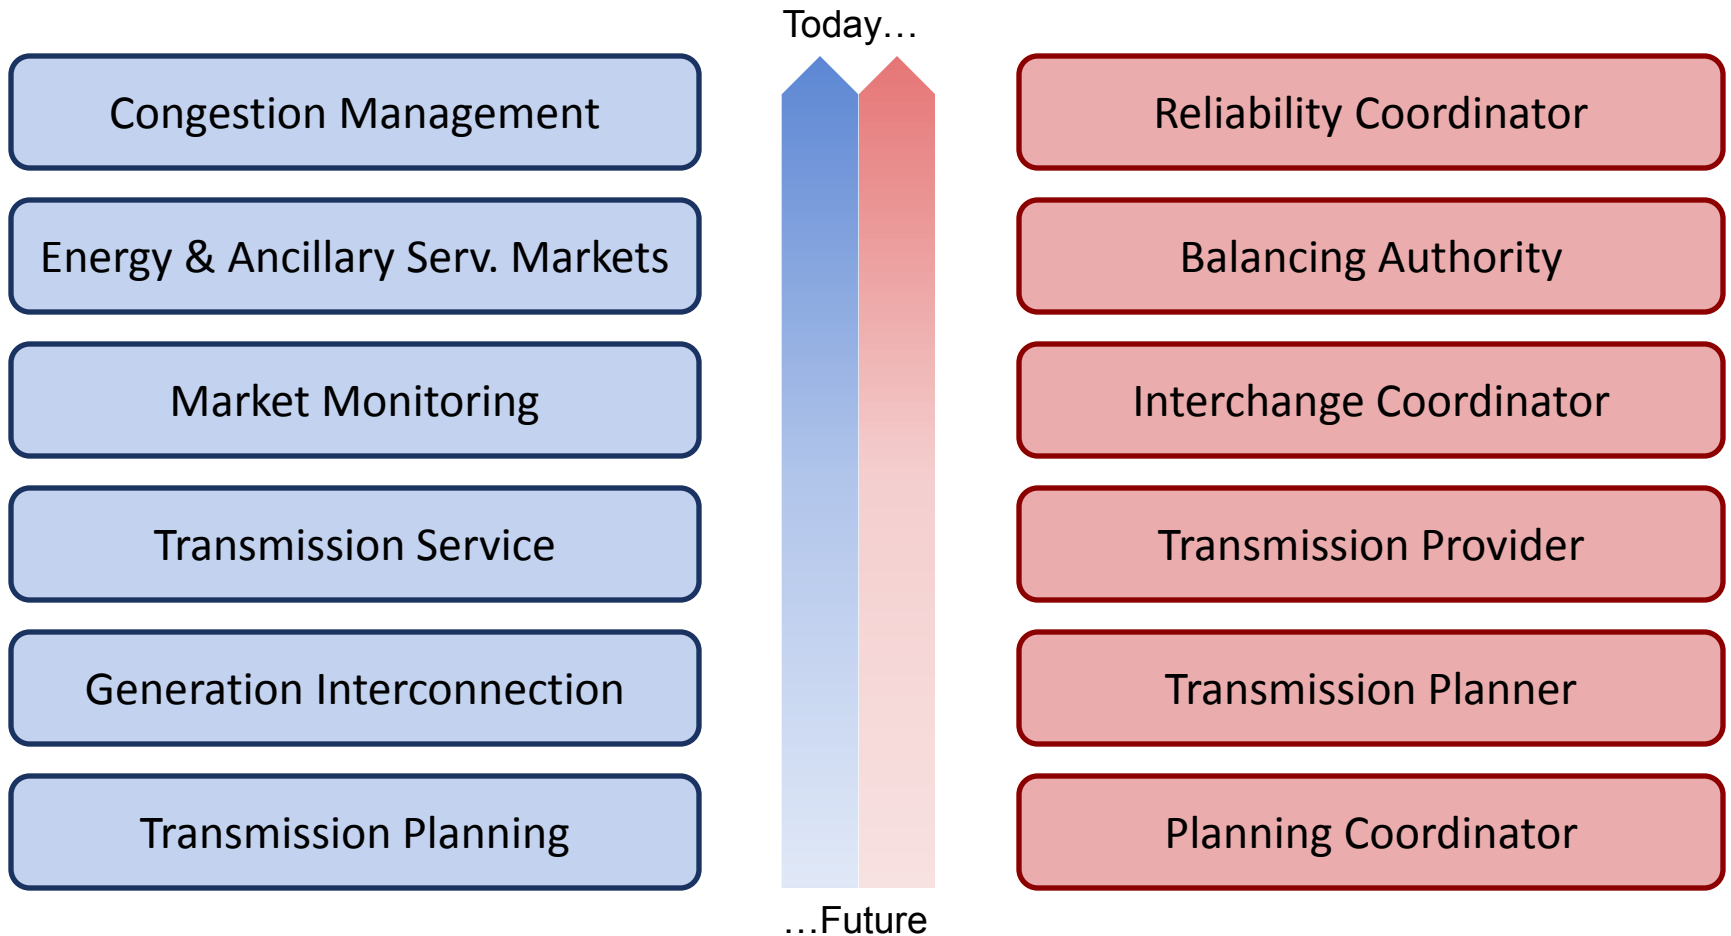 Today…
Congestion Management
Reliability Coordinator
Energy & Ancillary Serv. Markets
Balancing Authority
Market Monitoring
Interchange Coordinator
Transmission Service
Transmission Provider
Generation Interconnection
Transmission Planner
Transmission Planning
Planning Coordinator
…Future